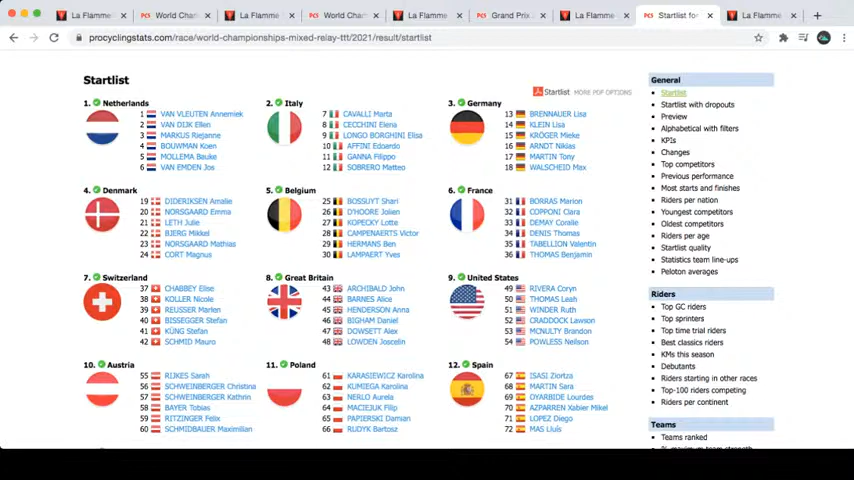 La Flamme
World Cham
La Flamme
World Cham
La Flamme
Grand Prix
La Flamme
Startlist for
La Flamme
procyclingstats.com/race/world-championships-mixed-relay-ttt/2021/result/startlist
Startlist
Startlist MORE PDF OPTIONS
1. Netherlands
1 VAN VLEUTEN Annemiek
2 VAN DIJK Ellen
3 MARKUS Riejanne
4 BOUWMAN Koen
5 MOLLEMA Bauke
6 VAN EMDEN Jos
2. Italy
7 CAVALLI Marta
8 CECCHINI Elena
9 LONGO BORGHINI Elisa
10 AFFINI Edoardo
11 GANNA Filippo
12 SOBRERO Matteo
3. Germany
13 BRENNAUER Lisa
14 KLEIN Lisa
15 KRÖGER Mieke
16 ARNDT Nikias
17 MARTIN Tony
18 WALSCHEID Max
4. Denmark
19 DIDERIKSEN Amalie
20 NORSGAARD Emma
21 LETH Julie
22 BJERG Mikkel
23 NORSGAARD Mathias
24 CORT Magnus
5. Belgium
25 BOSSUYT Shari
26 D'HOORE Jolien
27 KOPECKY Lotte
28 CAMPENAERTS Victor
29 HERMANS Ben
30 LAMPAERT Yves
6. France
31 BORRAS Marion
32 COPPONI Clara
33 DEMAY Coralie
34 DENIS Thomas
35 TABELLION Valentin
36 THOMAS Benjamin
7. Switzerland
37 CHABBEY Elise
38 KOLLER Nicole
39 REUSSER Marlen
40 BISSEGGER Stefan
41 KÜNG Stefan
42 SCHMID Mauro
8. Great Britain
43 ARCHIBALD John
44 BARNES Alice
45 HENDERSON Anna
46 BIGHAM Daniel
47 DOWSETT Alex
48 LOWDEN Joscelin
9. United States
49 RIVERA Coryn
50 THOMAS Leah
51 WINDER Ruth
52 CRADDOCK Lawson
53 MCNULTY Brandon
54 POWLESS Neilson
10. Austria
55 RIJKES Sarah
56 SCHWEINBERGER Christina
57 SCHWEINBERGER Kathrin
58 BAYER Tobias
59 RITZINGER Felix
60 SCHMIDBAUER Maximilian
11. Poland
61 KARASIEWICZ Karolina
62 KUMIEGA Karolina
63 NERLO Aurela
64 MACIEJUK Filip
65 PAPIERSKI Damian
66 RUDYK Bartosz
12. Spain
67 ISASI Ziortza
68 MARTIN Sara
69 OYARBIDE Lourdes
70 AZPARREN Xabier Mikel
71 LOPEZ Diego
72 MAS Lluís
General
Startlist
Startlist with dropouts
Preview
Alphabetical with filters
KPIs
Changes
Top competitors
Previous performance
Most starts and finishes
Riders per nation
Youngest competitors
Oldest competitors
Riders per age
Startlist quality
Statistics team line-ups
Peloton averages
Riders
Top GC riders
Top sprinters
Top time trial riders
Best classics riders
KMs this season
Debutants
Riders starting in other races
Top-100 riders competing
Riders per continent
Teams
Teams ranked